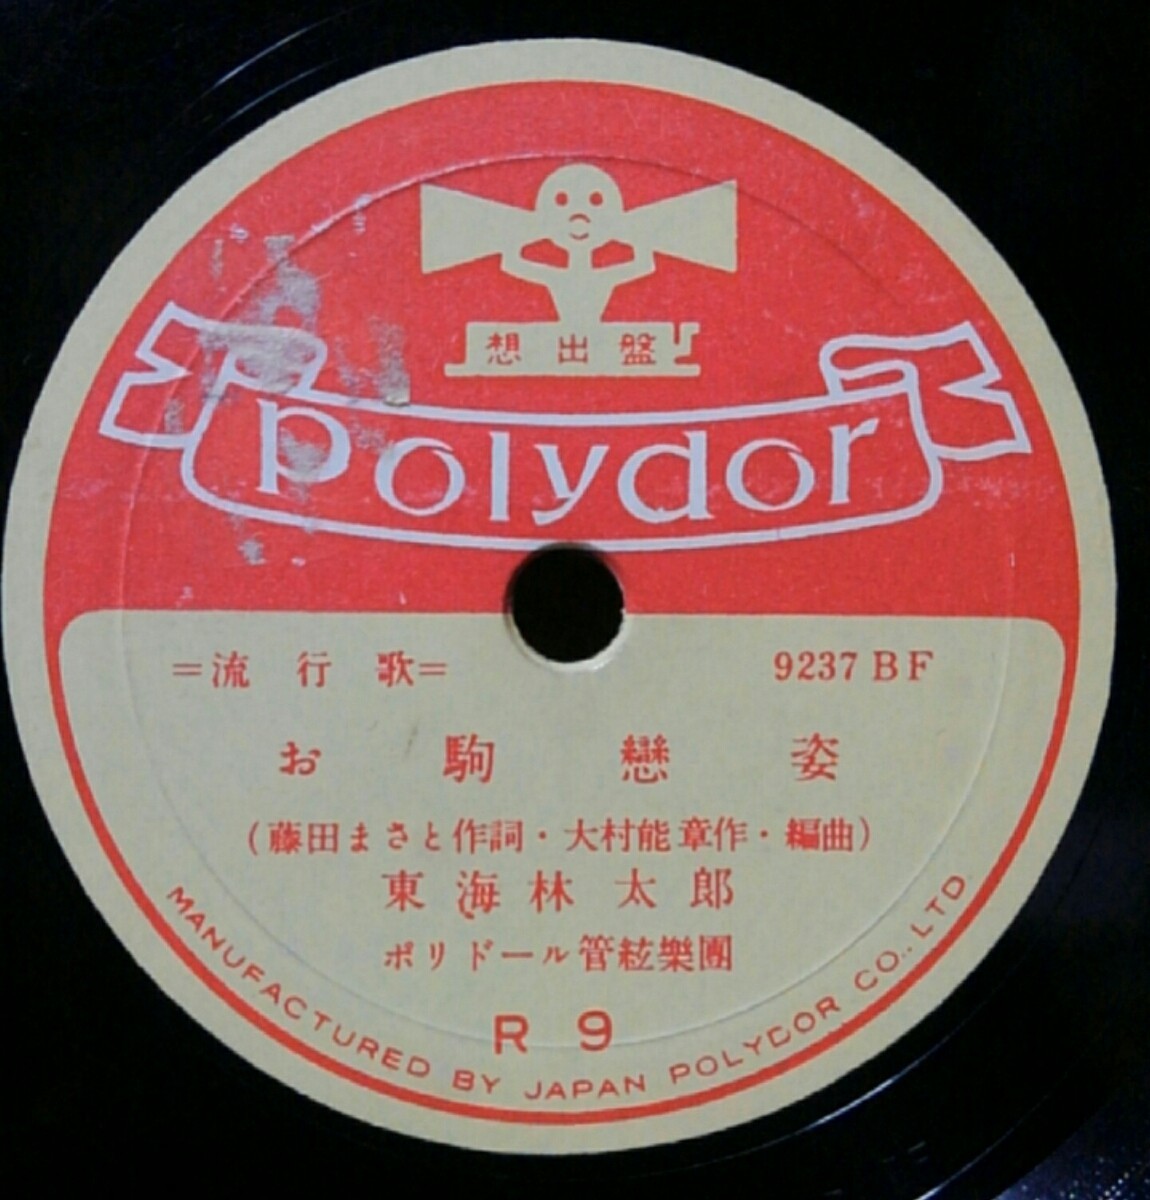 想出盤
Polydor
=流行歌= 9237 BF
お駒戀姿
(藤田まさと作詞・大村能章作・編曲)
東海林太郎
ポリドール管絃樂團
R 9
MANUFACTURED BY JAPAN POLYDOR CO., LTD.